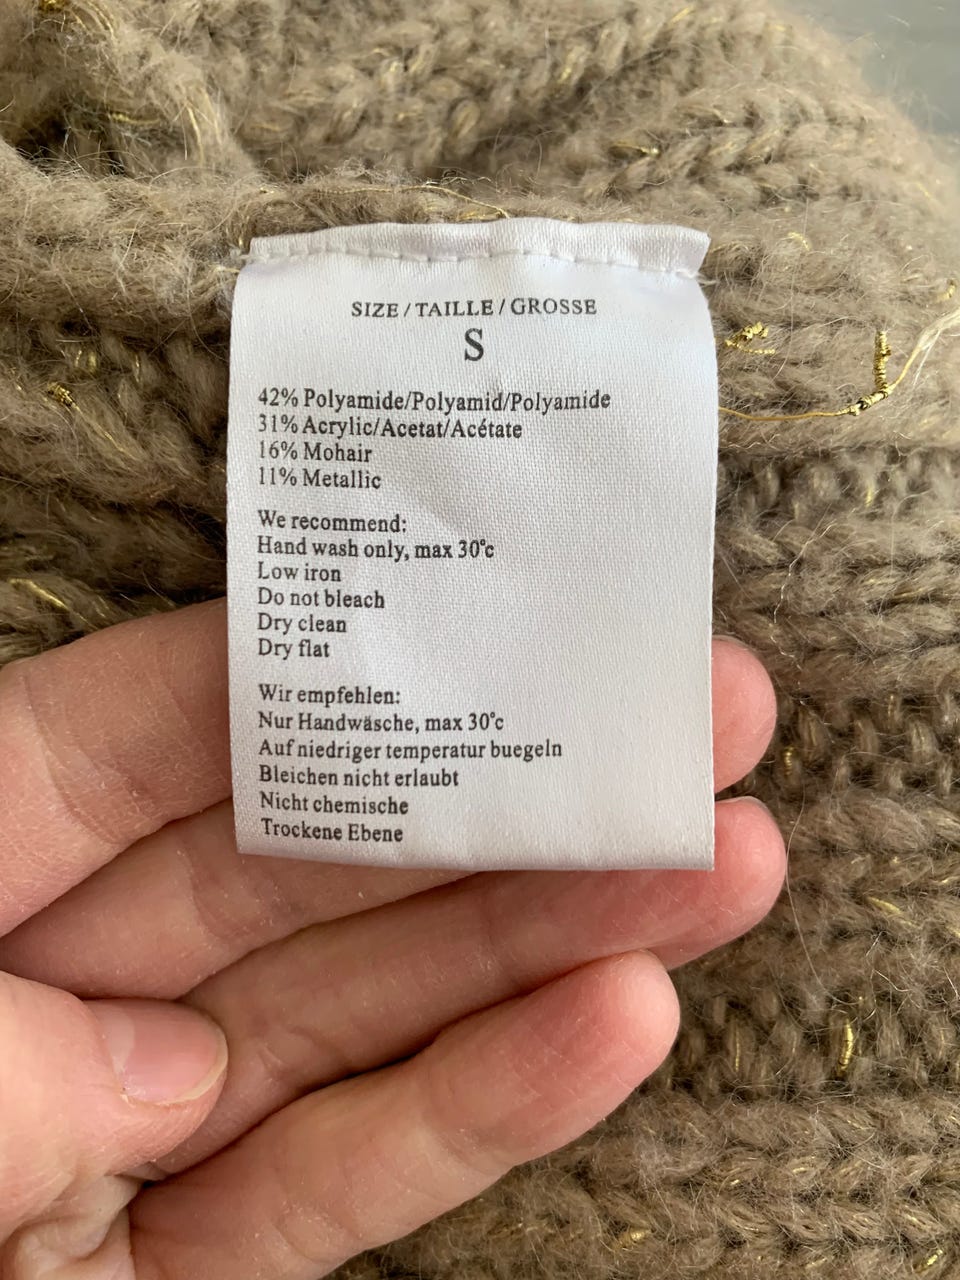 SIZE / TAILLE / GROSSE
S
42% Polyamide/Polyamid/Polyamide
31% Acrylic/Acetat/Acétate
16% Mohair
11% Metallic
We recommend:
Hand wash only, max 30°c
Low iron
Do not bleach
Dry clean
Dry flat
Wir empfehlen:
Nur Handwäsche, max 30°c
Auf niedriger temperatur buegeln
Bleichen nicht erlaubt
Nicht chemische
Trockene Ebene